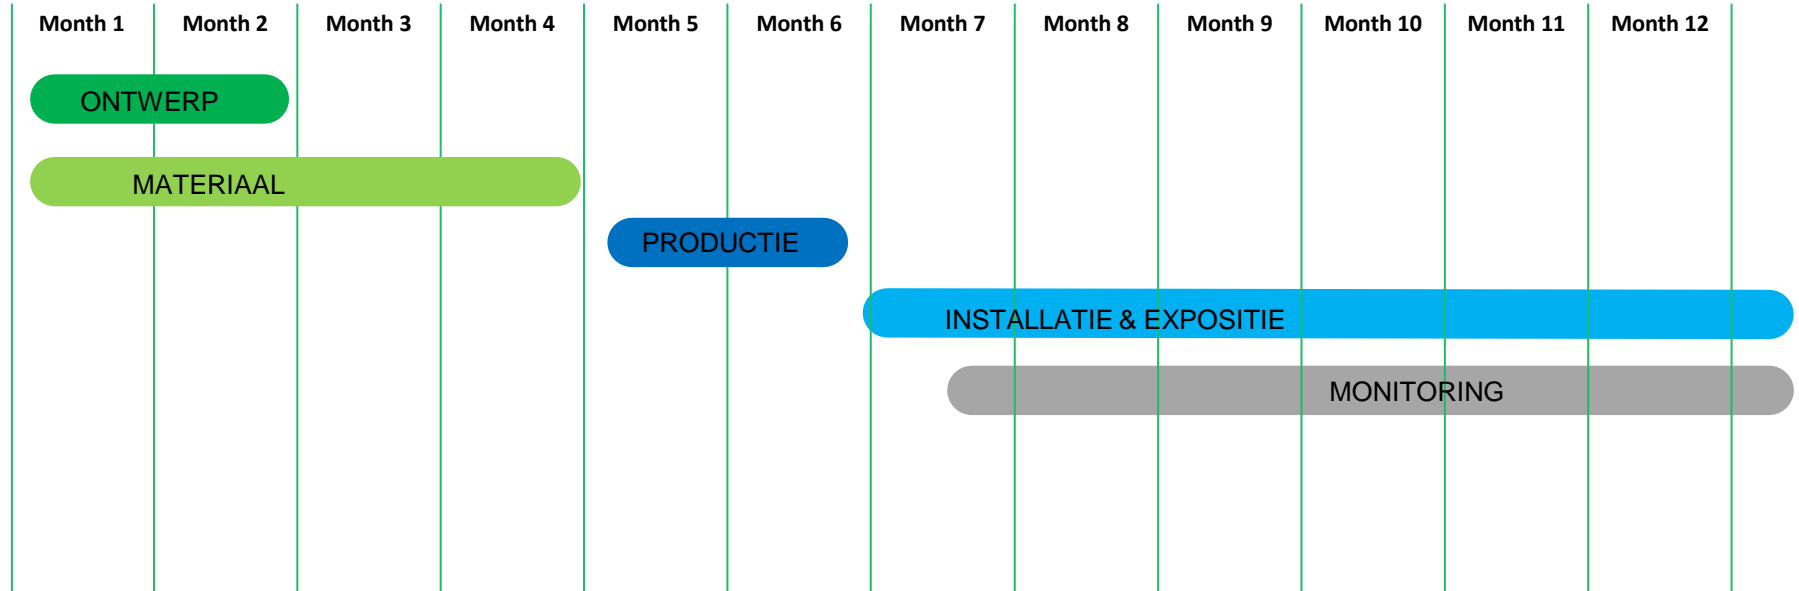 Month 1 Month 2 Month 3 Month 4 Month 5 Month 6 Month 7 Month 8 Month 9 Month 10 Month 11 Month 12
ONTWERP
MATERIAAL
PRODUCTIE
INSTALLATIE & EXPOSITIE
MONITORING